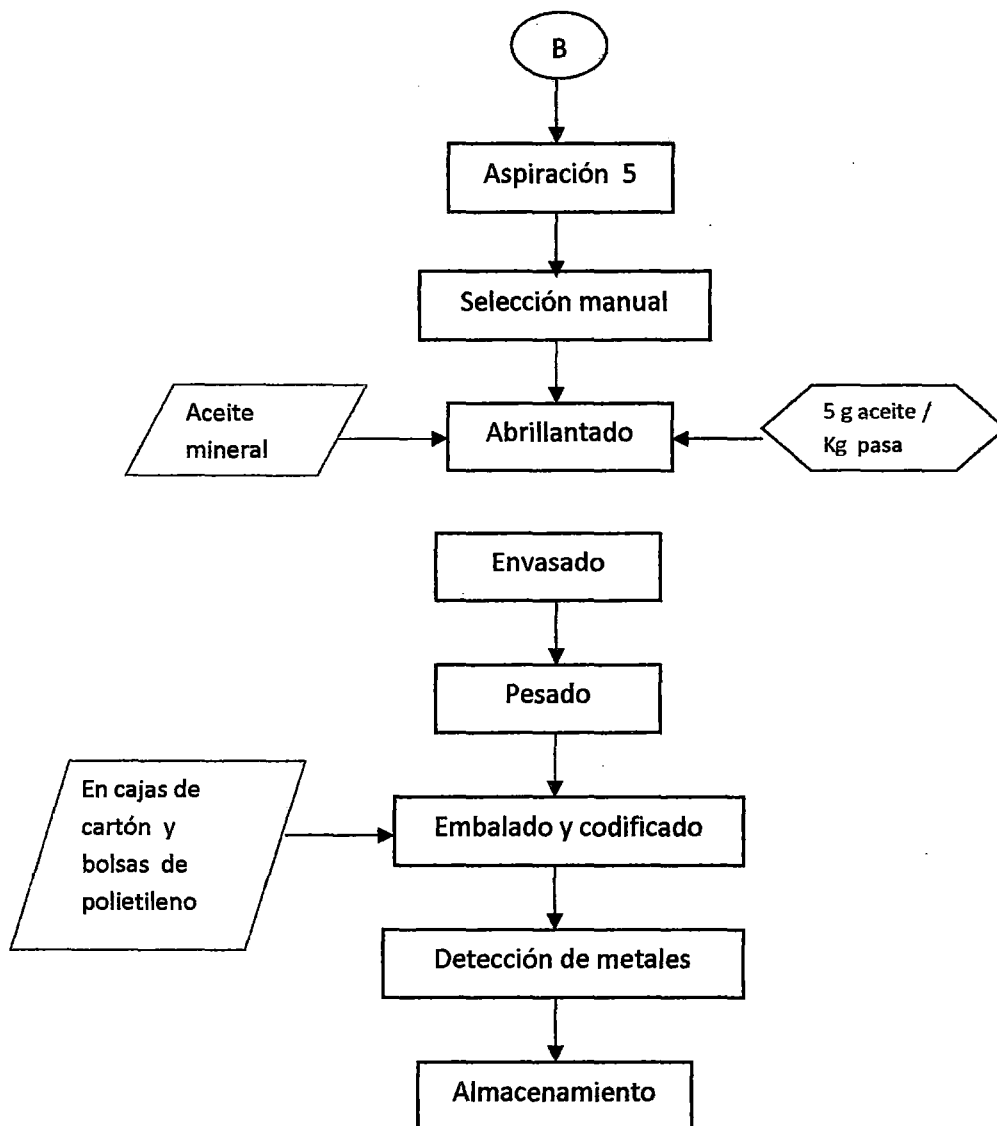 B
Aspiración 5
Selección manual
Aceite
mineral
Abrillantado
5 g aceite /
Kg pasa
Envasado
Pesado
En cajas de
cartón y
bolsas de
polietileno
Embalado y codificado
Detección de metales
Almacenamiento